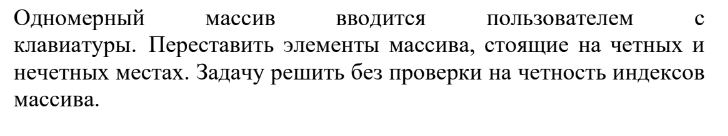 Одномерный массив вводится пользователем с
клавиатуры. Переставить элементы массива, стоящие на четных и
нечетных местах. Задачу решить без проверки на четность индексов
массива.